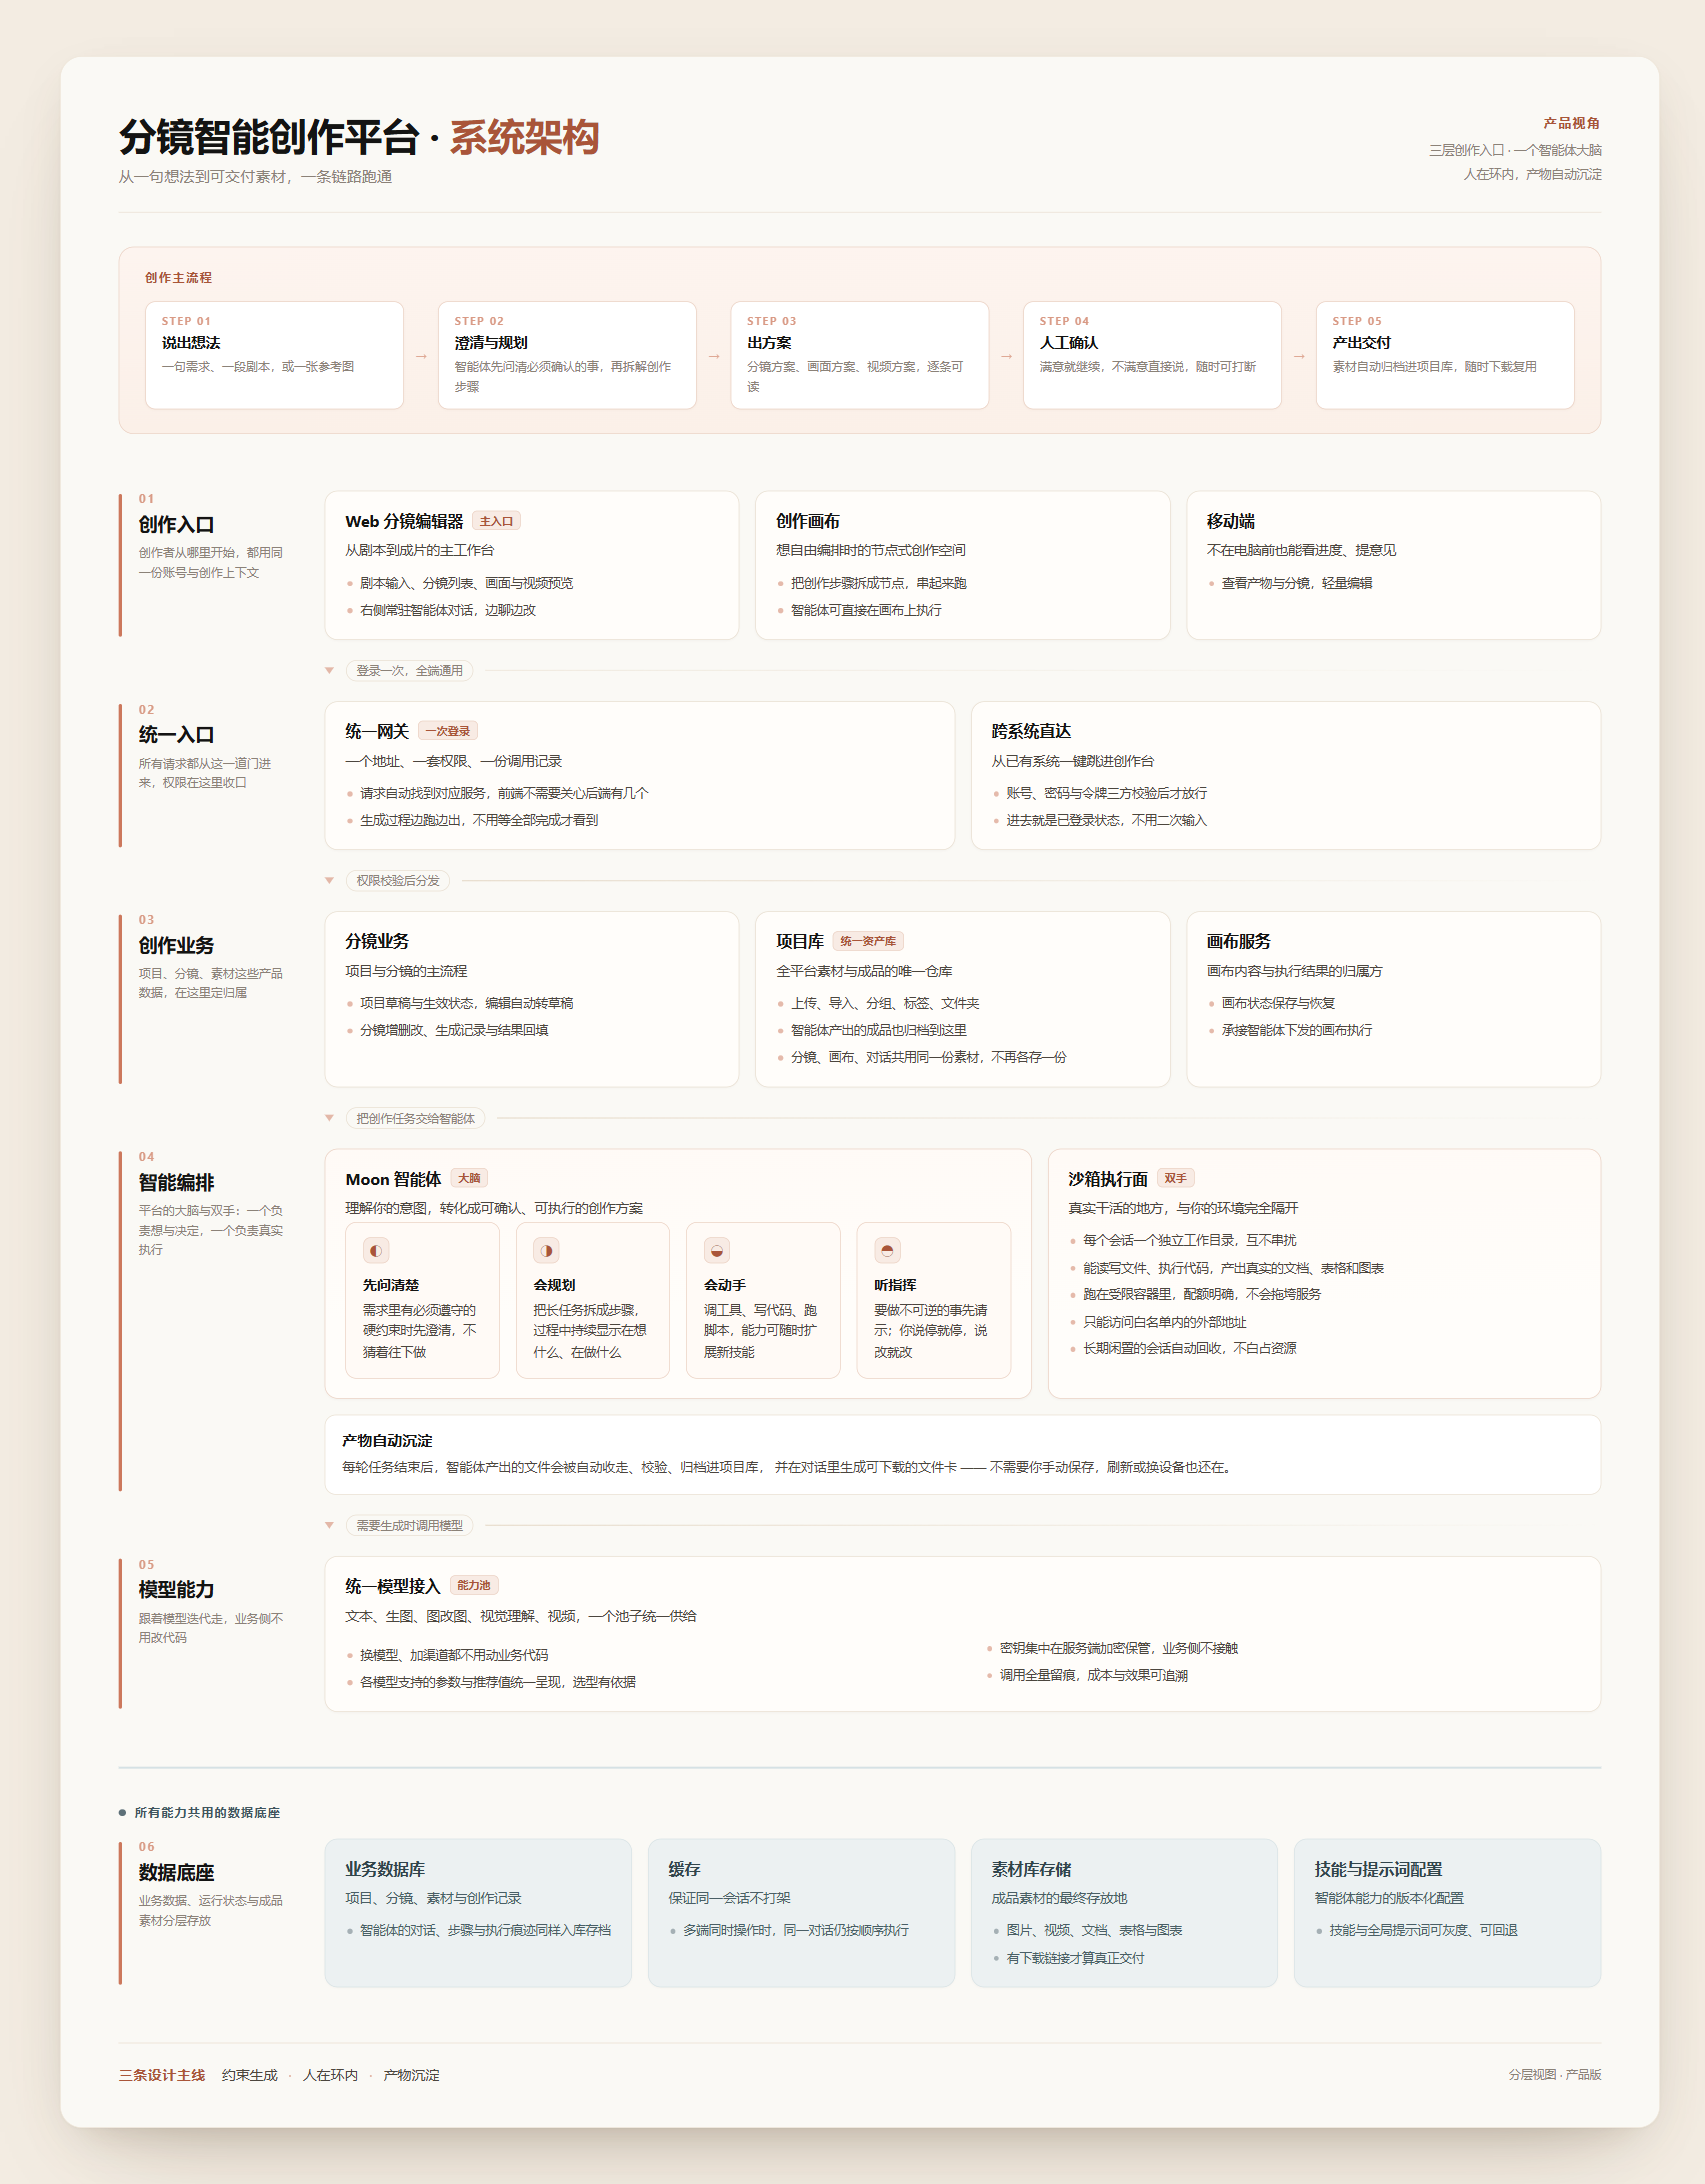 分镜智能创作平台 · 系统架构
从一句想法到可交付素材，一条链路跑通
产品视角
三层创作入口 · 一个智能体大脑
人在环内，产物自动沉淀
创作主流程
STEP 01
说出想法
一句需求、一段剧本，或一张参考图
→
STEP 02
澄清与规划
智能体先问清必须确认的事，再拆解创作
步骤
→
STEP 03
出方案
分镜方案、画面方案、视频方案，逐条可
读
→
STEP 04
人工确认
满意就继续，不满意直接说，随时可打断
→
STEP 05
产出交付
素材自动归档进项目库，随时下载复用
01
创作入口
创作者从哪里开始，都用同
一份账号与创作上下文
Web 分镜编辑器 主入口
从剧本到成片的主工作台
剧本输入、分镜列表、画面与视频预览
右侧常驻智能体对话，边聊边改
创作画布
想自由编排时的节点式创作空间
把创作步骤拆成节点，串起来跑
智能体可直接在画布上执行
移动端
不在电脑前也能看进度、提意见
查看产物与分镜，轻量编辑
登录一次，全端通用
02
统一入口
所有请求都从这一道门进
来，权限在这里收口
统一网关 一次登录
一个地址、一套权限、一份调用记录
请求自动找到对应服务，前端不需要关心后端有几个
生成过程边跑边出，不用等全部完成才看到
跨系统直达
从已有系统一键跳进创作台
账号、密码与令牌三方校验后才放行
进去就是已登录状态，不用二次输入
权限校验后分发
03
创作业务
项目、分镜、素材这些产品
数据，在这里定归属
分镜业务
项目与分镜的主流程
项目草稿与生效状态，编辑自动转草稿
分镜增删改、生成记录与结果回填
项目库 统一资产库
全平台素材与成品的唯一仓库
上传、导入、分组、标签、文件夹
智能体产出的成品也归档到这里
分镜、画布、对话共用同一份素材，不再各存一份
画布服务
画布内容与执行结果的归属方
画布状态保存与恢复
承接智能体下发的画布执行
把创作任务交给智能体
04
智能编排
平台的大脑与双手：一个负
责想与决定，一个负责真实
执行
Moon 智能体 大脑
理解你的意图，转化成可确认、可执行的创作方案
先问清楚
需求里有必须遵守的
硬约束时先澄清，不
猜着往下做
会规划
把长任务拆成步骤，
过程中持续显示在想
什么、在做什么
会动手
调工具、写代码、跑
脚本，能力可随时扩
展新技能
听指挥
要做不可逆的事先请
示；你说停就停，说
改就改
沙箱执行面 双手
真实干活的地方，与你的环境完全隔开
每个会话一个独立工作目录，互不串扰
能读写文件、执行代码，产出真实的文档、表格和图表
跑在受限容器里，配额明确，不会拖垮服务
只能访问白名单内的外部地址
长期闲置的会话自动回收，不白占资源
产物自动沉淀
每轮任务结束后，智能体产出的文件会被自动收走、校验、归档进项目库， 并在对话里生成可下载的文件卡 —— 不需要你手动保存，刷新或换设备也还在。
需要生成时调用模型
05
模型能力
跟着模型迭代走，业务侧不
用改代码
统一模型接入 能力池
文本、生图、图改图、视觉理解、视频，一个池子统一供给
换模型、加渠道都不用动业务代码
各模型支持的参数与推荐值统一呈现，选型有依据
密钥集中在服务端加密保管，业务侧不接触
调用全量留痕，成本与效果可追溯
所有能力共用的数据底座
06
数据底座
业务数据、运行状态与成品
素材分层存放
业务数据库
项目、分镜、素材与创作记录
智能体的对话、步骤与执行痕迹同样入库存档
缓存
保证同一会话不打架
多端同时操作时，同一对话仍按顺序执行
素材库存储
成品素材的最终存放地
图片、视频、文档、表格与图表
有下载链接才算真正交付
技能与提示词配置
智能体能力的版本化配置
技能与全局提示词可灰度、可回退
三条设计主线 约束生成 · 人在环内 · 产物沉淀
分层视图 · 产品版